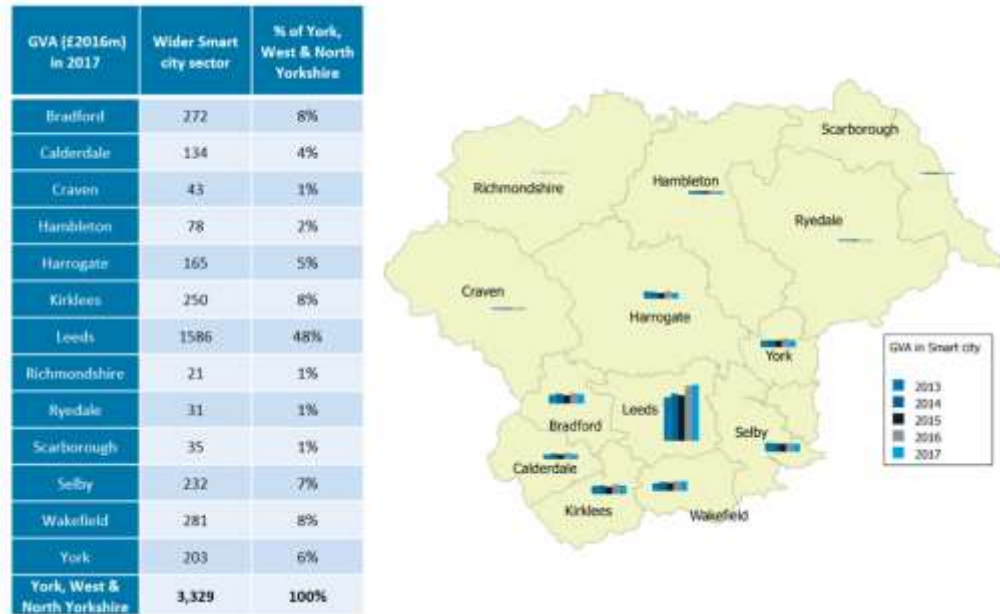 GVA (£2016m)
in 2017
Wider Smart
city sector
% of York,
West & North
Yorkshire
Bradford 272 8%
Calderdale 134 4%
Craven 43 1%
Hambleton 78 2%
Harrogate 165 5%
Kirklees 250 8%
Leeds 1586 48%
Richmondshire 21 1%
Ryedale 31 1%
Scarborough 35 1%
Selby 232 7%
Wakefield 281 8%
York 203 6%
York, West &
North Yorkshire
3,329 100%
Scarborough
Richmondshire
Hambleton
Ryedale
Craven
Harrogate
York
Leeds
Bradford
Selby
Calderdale
Kirklees
Wakefield
GVA in Smart city
2013
2014
2015
2016
2017